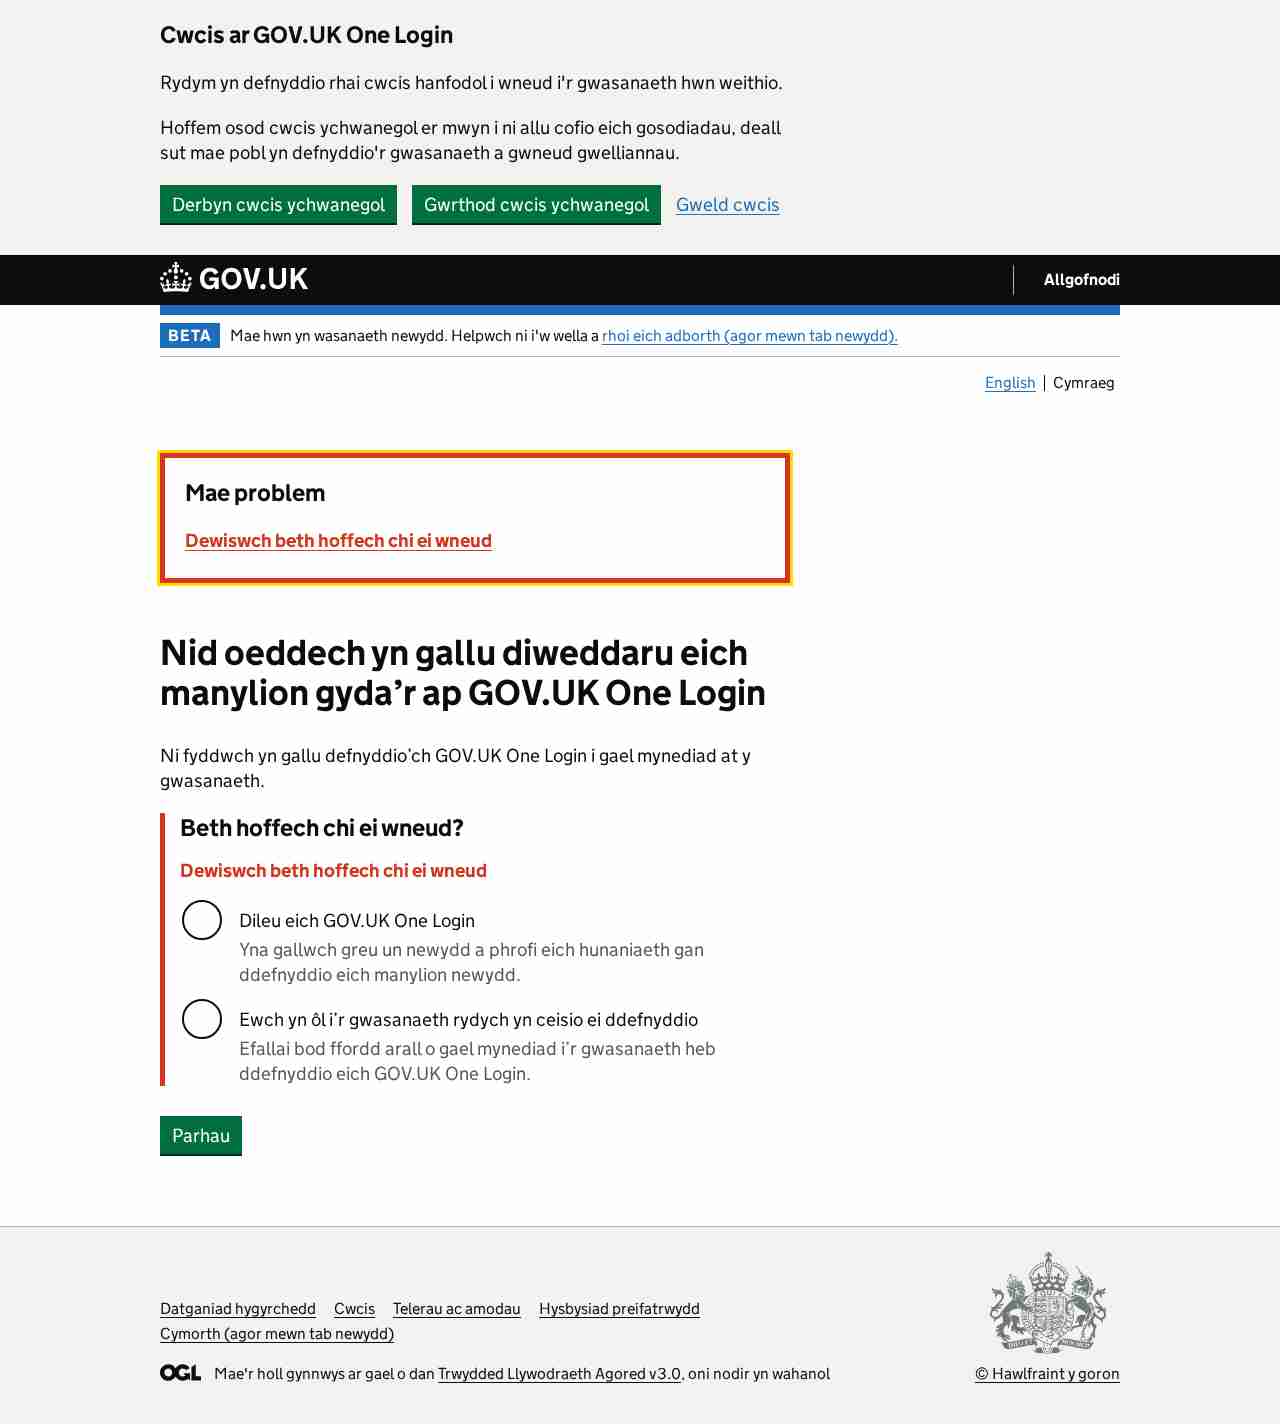 Cwcis ar GOV.UK One Login
Rydym yn defnyddio rhai cwcis hanfodol i wneud i'r gwasanaeth hwn weithio.
Hoffem osod cwcis ychwanegol er mwyn i ni allu cofio eich gosodiadau, deall
sut mae pobl yn defnyddio'r gwasanaeth a gwneud gwelliannau.
Derbyn cwcis ychwanegol Gwrthod cwcis ychwanegol Gweld cwcis
GOV.UK Allgofnodi
BETA Mae hwn yn wasanaeth newydd. Helpwch ni i'w wella a rhoi eich adborth (agor mewn tab newydd).
English | Cymraeg
Mae problem
Dewiswch beth hoffech chi ei wneud
Nid oeddech yn gallu diweddaru eich
manylion gyda’r ap GOV.UK One Login
Ni fyddwch yn gallu defnyddio’ch GOV.UK One Login i gael mynediad at y
gwasanaeth.
Beth hoffech chi ei wneud?
Dewiswch beth hoffech chi ei wneud
Dileu eich GOV.UK One Login
Yna gallwch greu un newydd a phrofi eich hunaniaeth gan
ddefnyddio eich manylion newydd.
Ewch yn ôl i’r gwasanaeth rydych yn ceisio ei ddefnyddio
Efallai bod ffordd arall o gael mynediad i’r gwasanaeth heb
ddefnyddio eich GOV.UK One Login.
Parhau
Datganiad hygyrchedd Cwcis Telerau ac amodau Hysbysiad preifatrwydd
Cymorth (agor mewn tab newydd)
OGL Mae'r holl gynnwys ar gael o dan Trwydded Llywodraeth Agored v3.0, oni nodir yn wahanol
© Hawlfraint y goron